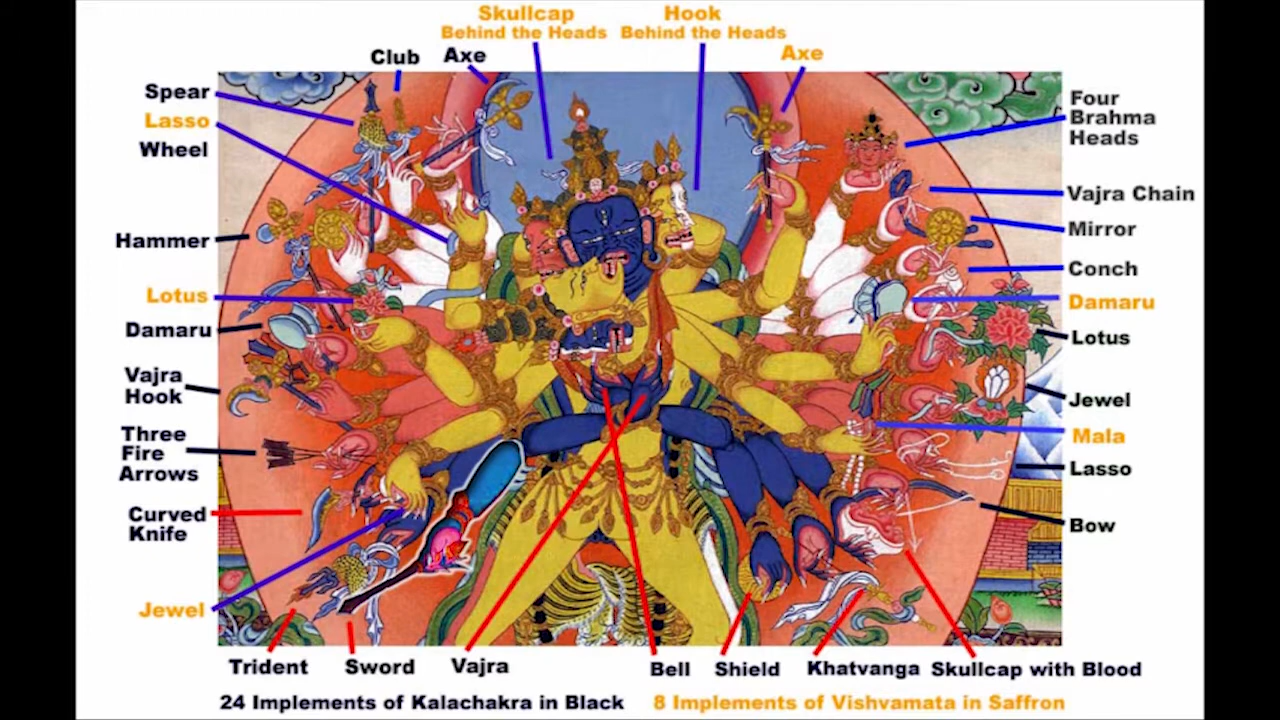 Skullcap
Behind the Heads
Hook
Behind the Heads
Club
Axe
Axe
Spear
Lasso
Wheel
Hammer
Lotus
Damaru
Vajra
Hook
Three
Fire
Arrows
Curved
Knife
Jewel
Four
Brahma
Heads
Vajra Chain
Mirror
Conch
Damaru
Lotus
Jewel
Mala
Lasso
Bow
Trident
Sword
Vajra
Bell
Shield
Khatvanga
Skullcap with Blood
24 Implements of Kalachakra in Black
8 Implements of Vishvamata in Saffron